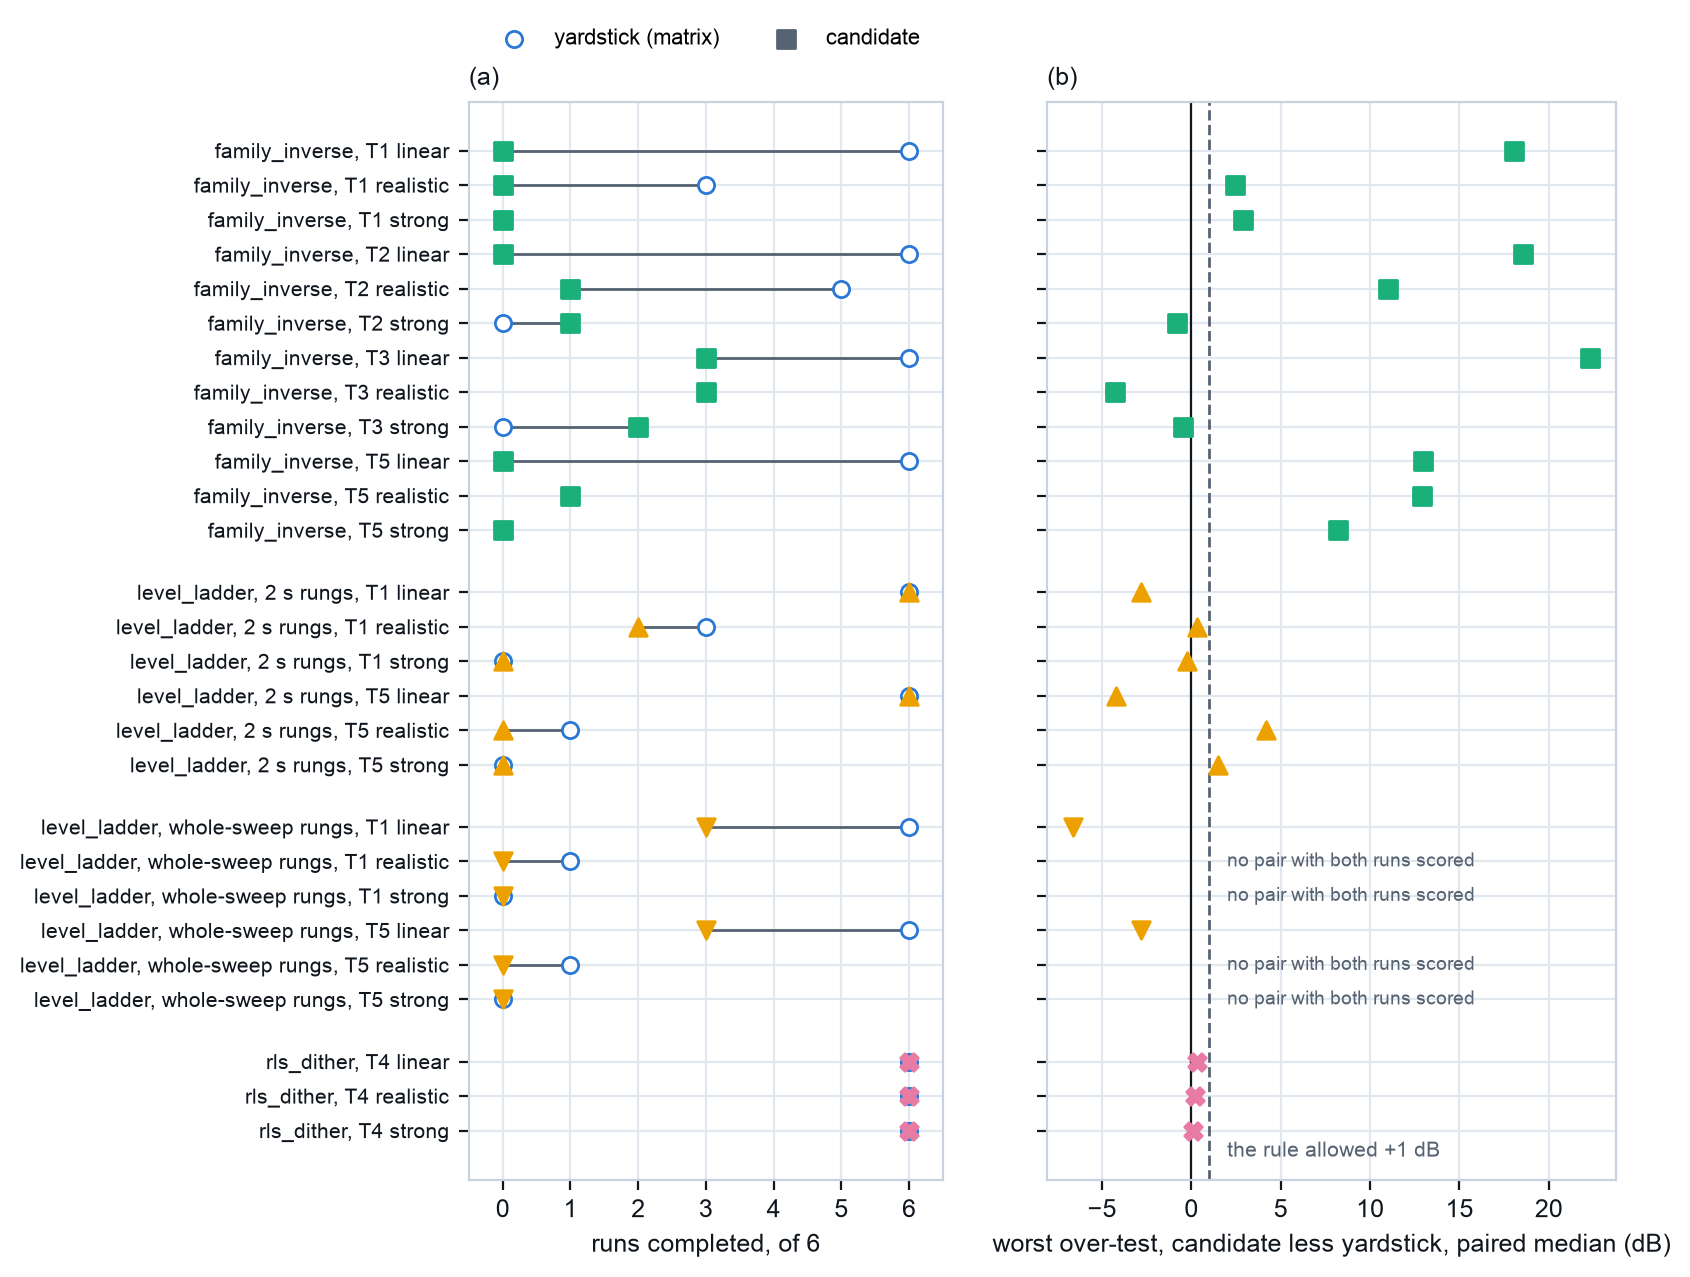 yardstick (matrix)
candidate
(a)
(b)
family_inverse, T1 linear
family_inverse, T1 realistic
family_inverse, T1 strong
family_inverse, T2 linear
family_inverse, T2 realistic
family_inverse, T2 strong
family_inverse, T3 linear
family_inverse, T3 realistic
family_inverse, T3 strong
family_inverse, T5 linear
family_inverse, T5 realistic
family_inverse, T5 strong
level_ladder, 2 s rungs, T1 linear
level_ladder, 2 s rungs, T1 realistic
level_ladder, 2 s rungs, T1 strong
level_ladder, 2 s rungs, T5 linear
level_ladder, 2 s rungs, T5 realistic
level_ladder, 2 s rungs, T5 strong
level_ladder, whole-sweep rungs, T1 linear
level_ladder, whole-sweep rungs, T1 realistic
no pair with both runs scored
level_ladder, whole-sweep rungs, T1 strong
no pair with both runs scored
level_ladder, whole-sweep rungs, T5 linear
level_ladder, whole-sweep rungs, T5 realistic
no pair with both runs scored
level_ladder, whole-sweep rungs, T5 strong
no pair with both runs scored
rls_dither, T4 linear
rls_dither, T4 realistic
rls_dither, T4 strong
the rule allowed +1 dB
0 1 2 3 4 5 6
−5 0 5 10 15 20
runs completed, of 6
worst over-test, candidate less yardstick, paired median (dB)